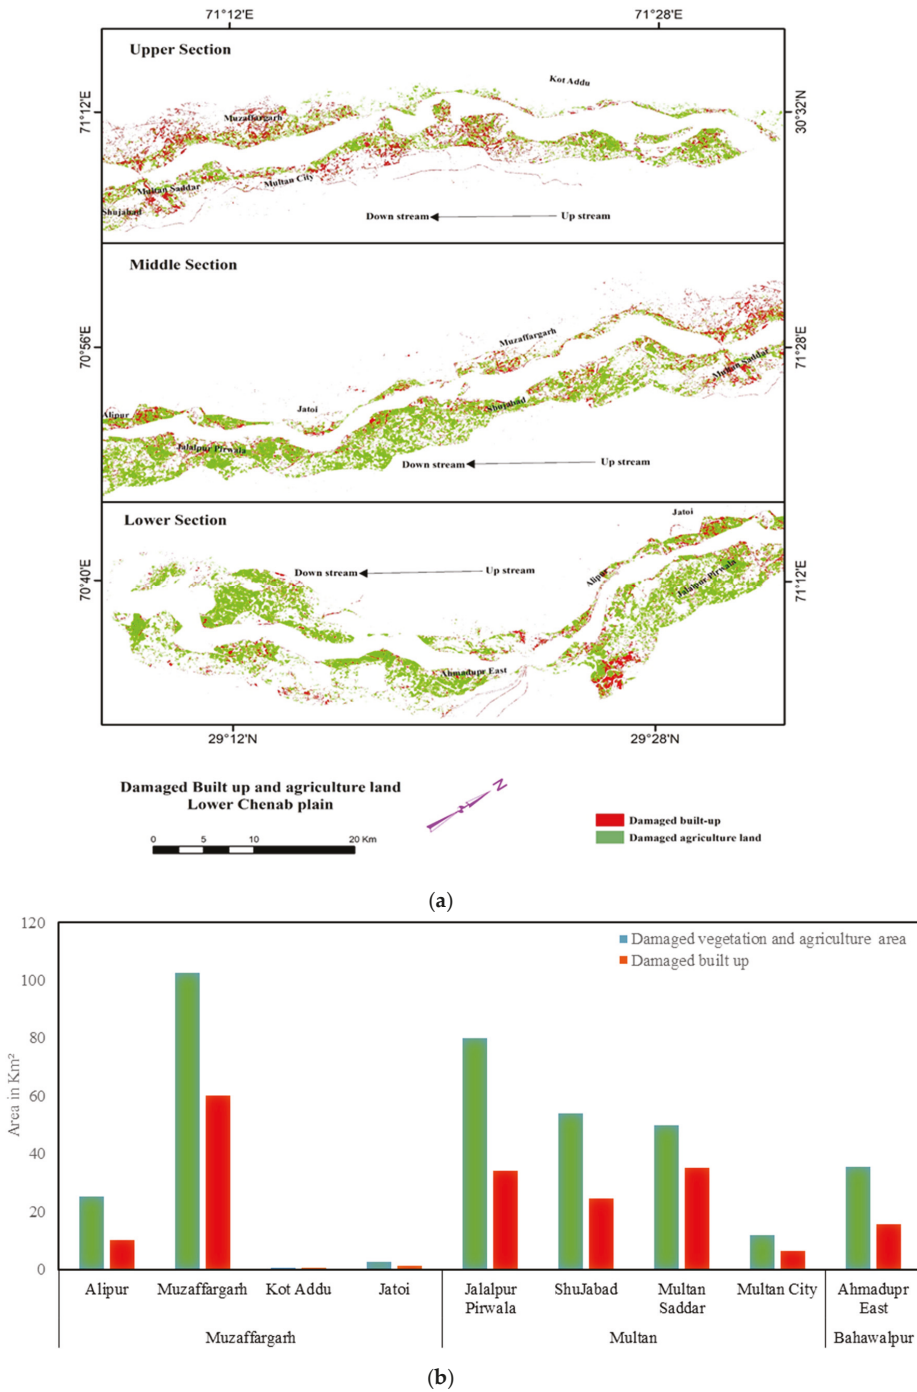 71°12'E 71°28'E
Upper Section
Kot Addu
71°12'E
Muzaffargarh
30°32'N
Multan Saddar
Multan City
Shujabad
Down stream Up stream
Middle Section
Muzaffargarh
70°56'E
71°28'E
Multan Saddar
Alipur
Jatoi
Shujabad
Jalalpur Pirwala
Down stream Up stream
Lower Section
Jatoi
Down stream Up stream
70°40'E
Alipur
Jalalpur Pirwala
71°12'E
Ahmadupr East
29°12'N 29°28'N
Damaged Built up and agriculture land
Lower Chenab plain
N
0 5 10 20 Km
Damaged built-up
Damaged agriculture land
(a)
120
Damaged vegetation and agriculture area
Damaged built up
100
80
Area in Km²
60
40
20
0
Alipur Muzaffargarh Kot Addu Jatoi Jalalpur ShuJabad Multan Multan City Ahmadupr
Pirwala Saddar East
Muzaffargarh Multan Bahawalpur
(b)